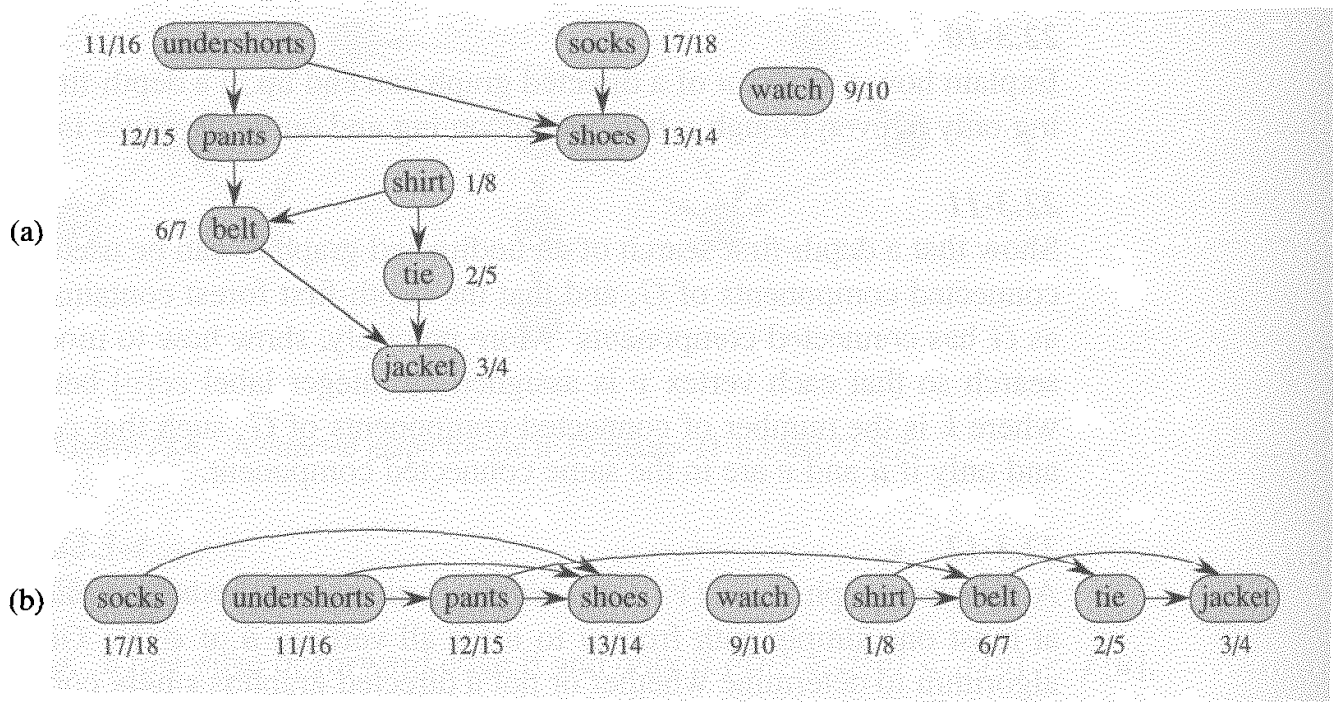 11/16 undershorts socks 17/18
watch 9/10
12/15 pants shoes 13/14
shirt 1/8
(a) 6/7 belt
tie 2/5
jacket 3/4
(b) socks undershorts pants shoes watch shirt belt tie jacket
17/18 11/16 12/15 13/14 9/10 1/8 6/7 2/5 3/4